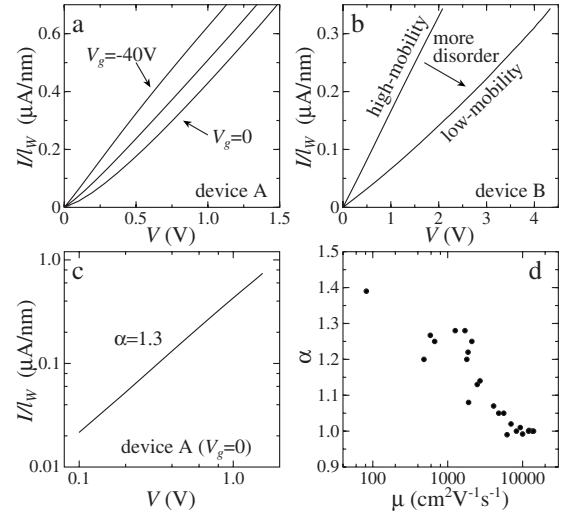 a
I/l_W (μA/nm)
0.6
0.4
0.2
0
0
0.5
1.0
1.5
V (V)
V_g=-40V
V_g=0
device A
b
I/l_W (μA/nm)
0.3
0.2
0.1
0
0
1
2
3
4
V (V)
high-mobility
more
disorder
low-mobility
device B
c
I/l_W (μA/nm)
1.0
0.10
0.01
0.1
1.0
V (V)
α=1.3
device A (V_g=0)
d
α
1.5
1.4
1.3
1.2
1.1
1.0
0.9
100
1000
10000
μ (cm²V⁻¹s⁻¹)